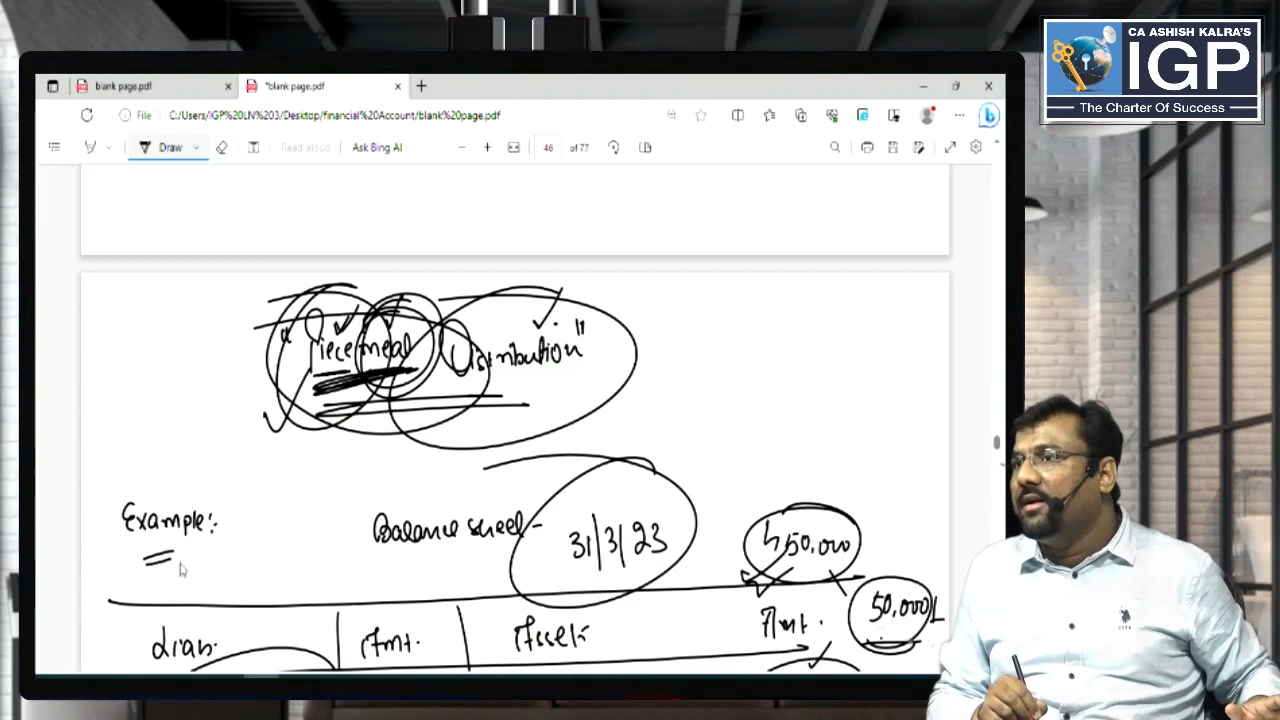 CA ASHISH KALRA'S
IGP
The Charter Of Success
blank page.pdf
*blank page.pdf
File
C:/Users/IGP%20LN%203/Desktop/financial%20Account/blank%20page.pdf
Draw
Read aloud
Ask Bing AI
46
of 77
"Piecemeal Distribution"
Example:
Balance sheet -
31/3/23
450,000
50,000 L
Liab.
Amt.
Assets
Amt.